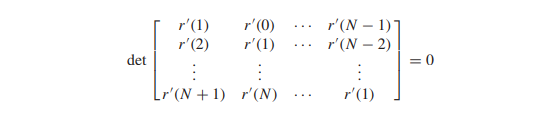 r′(1) r′(0) ··· r′(N − 1)
r′(2) r′(1) ··· r′(N − 2)
det ⋮ ⋮ ⋮ = 0
r′(N + 1) r′(N) ··· r′(1)